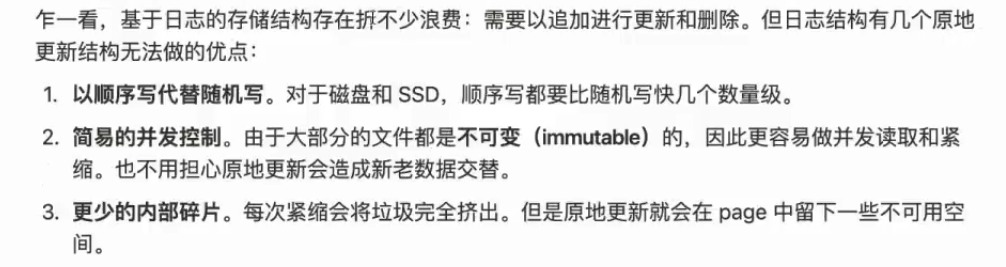 乍一看，基于日志的存储结构存在折不少浪费：需要以追加进行更新和删除。但日志结构有几个原地
更新结构无法做的优点：
1. 以顺序写代替随机写。对于磁盘和 SSD，顺序写都要比随机写快几个数量级。
2. 简易的并发控制。由于大部分的文件都是不可变（immutable）的，因此更容易做并发读取和紧
缩。也不用担心原地更新会造成新老数据交替。
3. 更少的内部碎片。每次紧缩会将垃圾完全挤出。但是原地更新就会在 page 中留下一些不可用空
间。